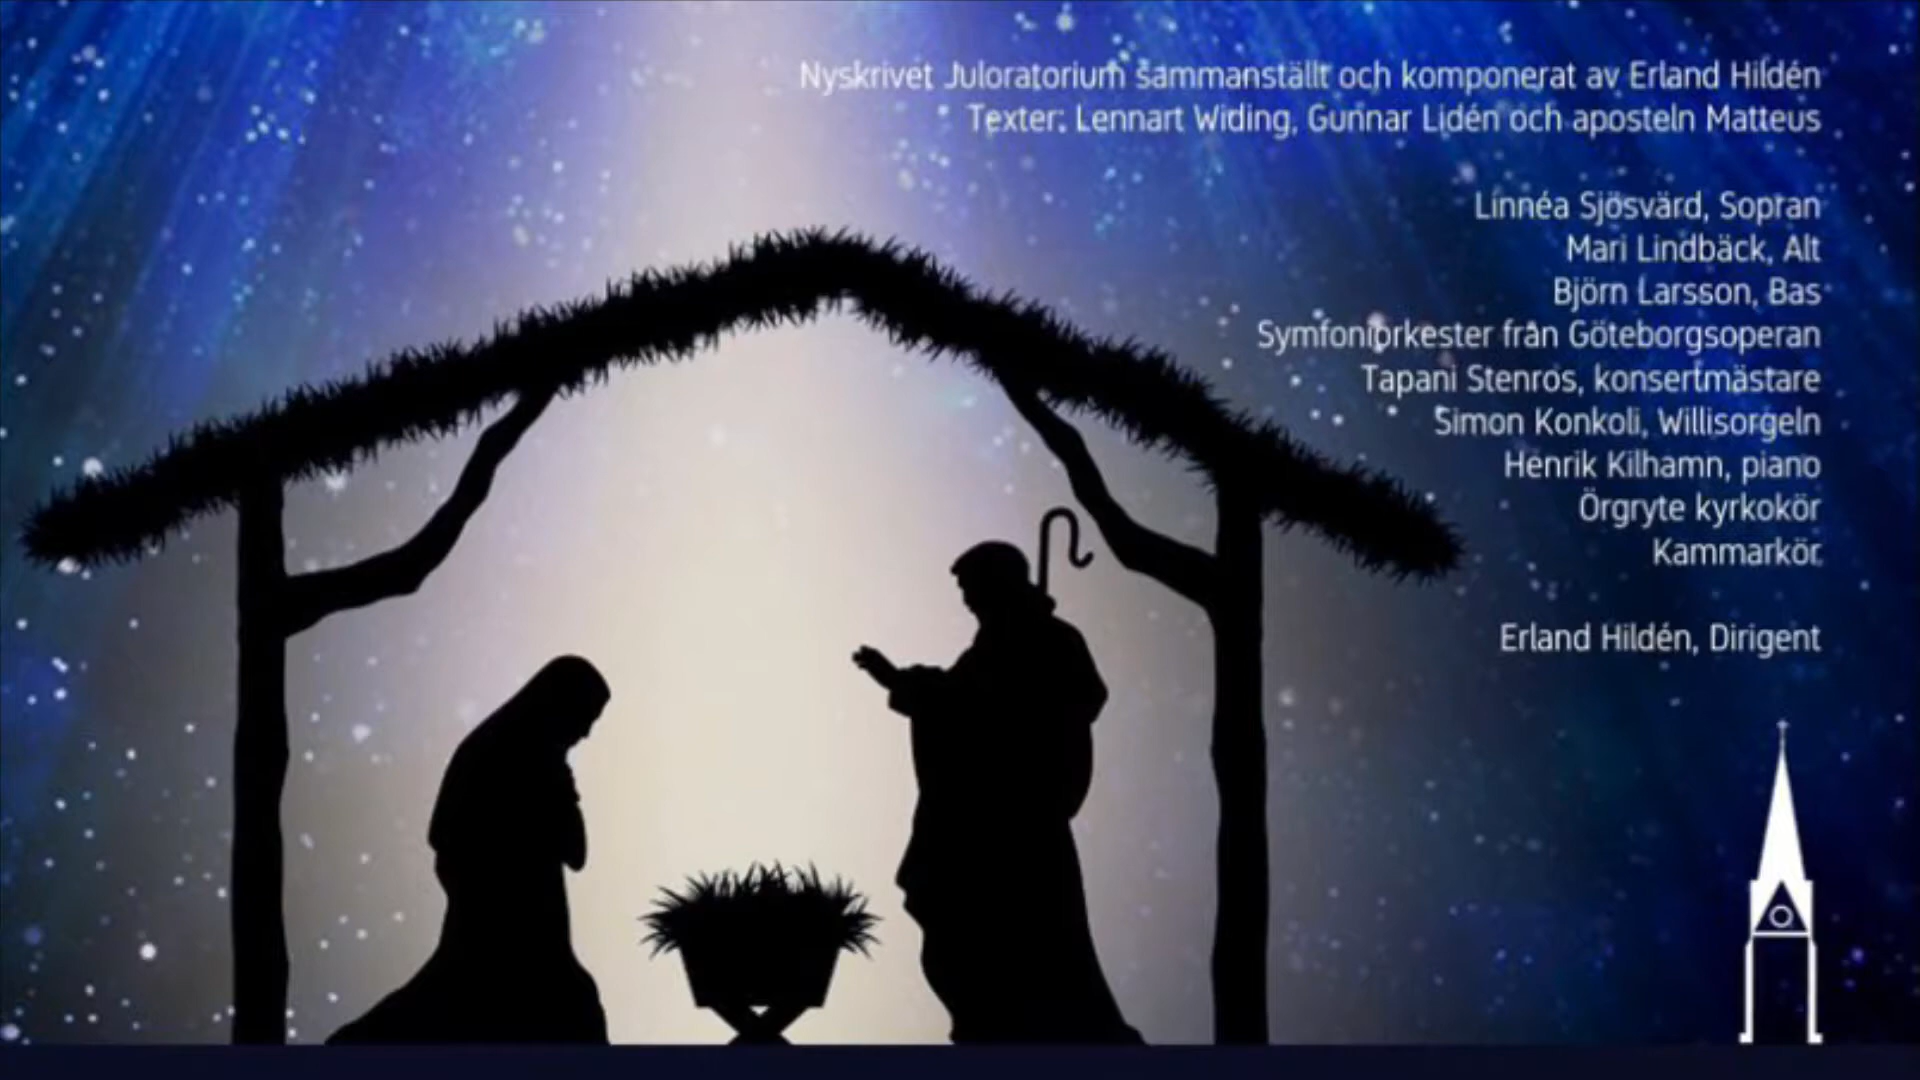 Nyskrivet Juloratorium sammanställt och komponerat av Erland Hildén
Texter: Lennart Widing, Gunnar Lidén och aposteln Matteus
Linnéa Sjösvärd, Sopran
Mari Lindbäck, Alt
Björn Larsson, Bas
Symfoniorkester från Göteborgsoperan
Tapani Stenros, konsertmästare
Simon Konkoli, Willisorgeln
Henrik Kilhamn, piano
Örgryte kyrkokör
Kammarkör
Erland Hildén, Dirigent